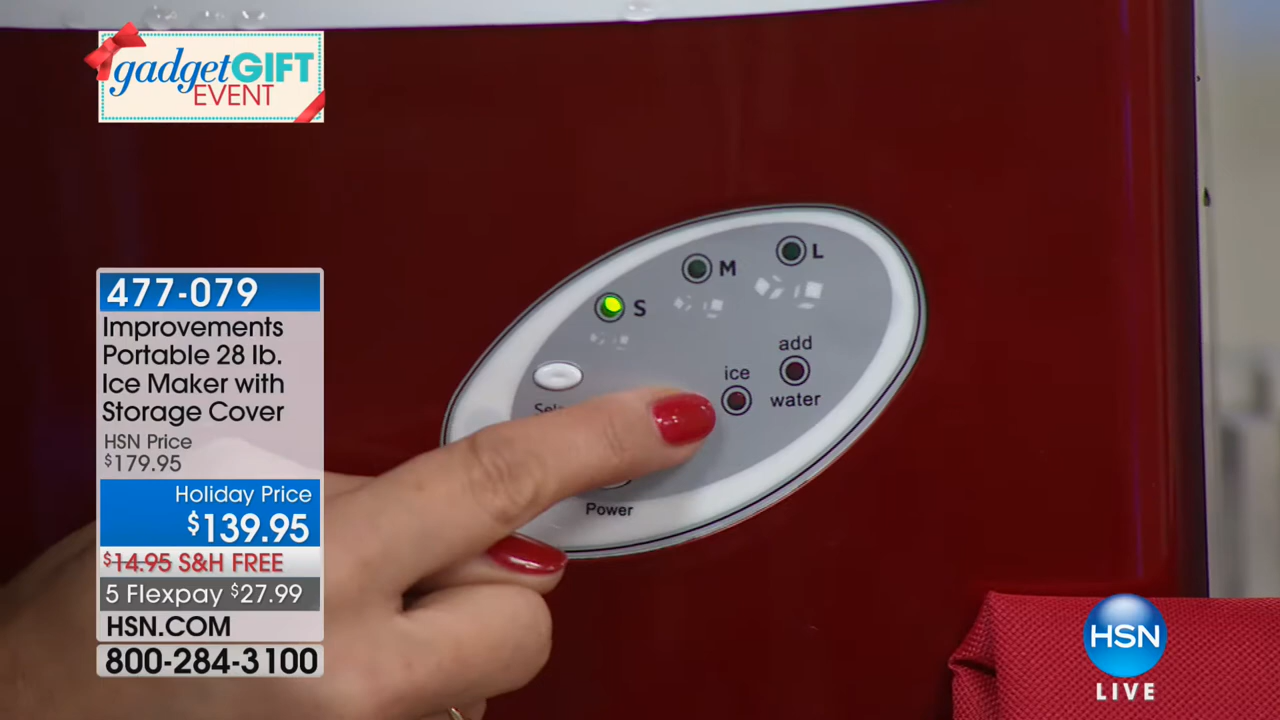 gadgetGIFT
EVENT
477-079
Improvements
Portable 28 lb.
Ice Maker with
Storage Cover
HSN Price
$179.95
Holiday Price
$139.95
$14.95 S&H FREE
5 Flexpay $27.99
HSN.COM
800-284-3100
S
M
L
ice
add
water
Power
HSN
LIVE